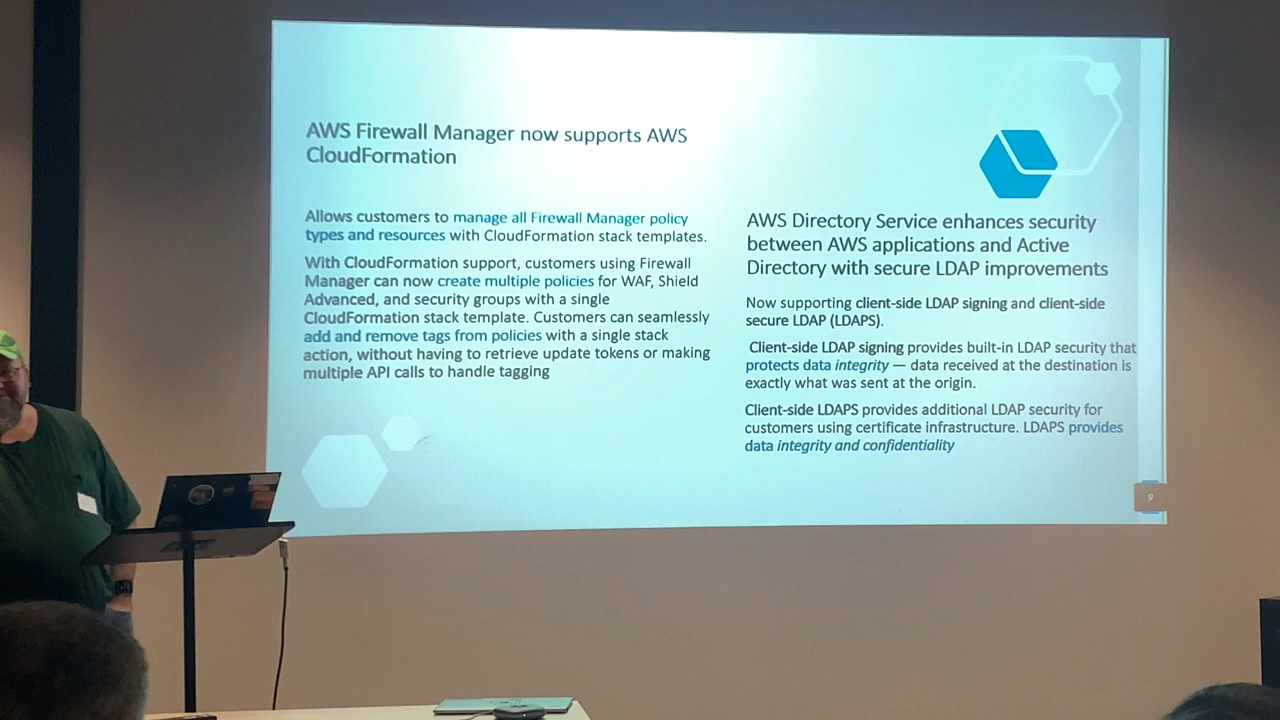 AWS Firewall Manager now supports AWS
CloudFormation
Allows customers to manage all Firewall Manager policy
types and resources with CloudFormation stack templates.
With CloudFormation support, customers using Firewall
Manager can now create multiple policies for WAF, Shield
Advanced, and security groups with a single
CloudFormation stack template. Customers can seamlessly
add and remove tags from policies with a single stack
action, without having to retrieve update tokens or making
multiple API calls to handle tagging
AWS Directory Service enhances security
between AWS applications and Active
Directory with secure LDAP improvements
Now supporting client-side LDAP signing and client-side
secure LDAP (LDAPS).
Client-side LDAP signing provides built-in LDAP security that
protects data integrity — data received at the destination is
exactly what was sent at the origin.
Client-side LDAPS provides additional LDAP security for
customers using certificate infrastructure. LDAPS provides
data integrity and confidentiality
9